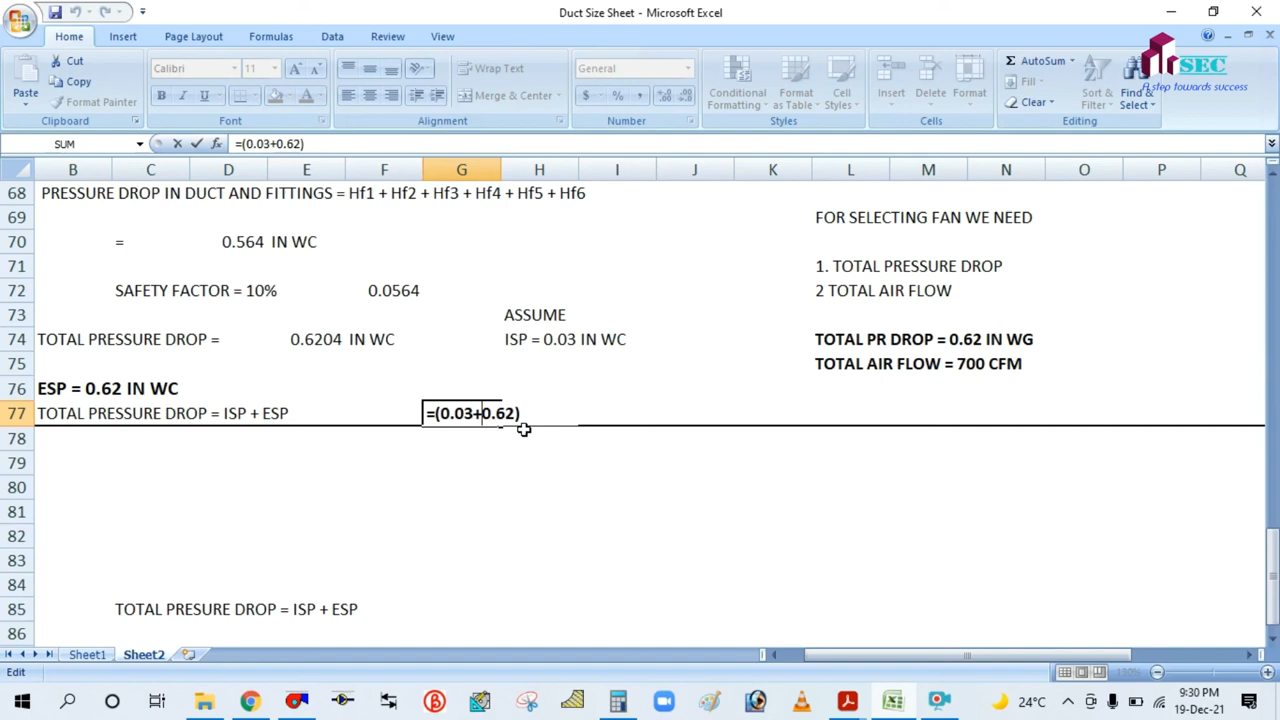 Duct Size Sheet - Microsoft Excel
Home Insert Page Layout Formulas Data Review View
SEC
A step towards success
Paste
Cut
Copy
Format Painter
Clipboard
Calibri 11
B I U
Font
Wrap Text
Merge & Center
Alignment
General
$ % ,
Number
Conditional Formatting
Format as Table
Cell Styles
Styles
Insert
Delete
Format
Cells
Σ AutoSum
Fill
Clear
Sort & Filter
Find & Select
Editing
SUM fx =(0.03+0.62)
B C D E F G H I J K L M N O P Q
68 PRESSURE DROP IN DUCT AND FITTINGS = Hf1 + Hf2 + Hf3 + Hf4 + Hf5 + Hf6
69 FOR SELECTING FAN WE NEED
70 = 0.564 IN WC
71 1. TOTAL PRESSURE DROP
72 SAFETY FACTOR = 10% 0.0564 2 TOTAL AIR FLOW
73 ASSUME
74 TOTAL PRESSURE DROP = 0.6204 IN WC ISP = 0.03 IN WC TOTAL PR DROP = 0.62 IN WG
75 TOTAL AIR FLOW = 700 CFM
76 ESP = 0.62 IN WC
77 TOTAL PRESSURE DROP = ISP + ESP =(0.03+0.62)
78
79
80
81
82
83
84
85 TOTAL PRESURE DROP = ISP + ESP
86
Sheet1 Sheet2
Edit 130%
24°C 9:30 PM
19-Dec-21